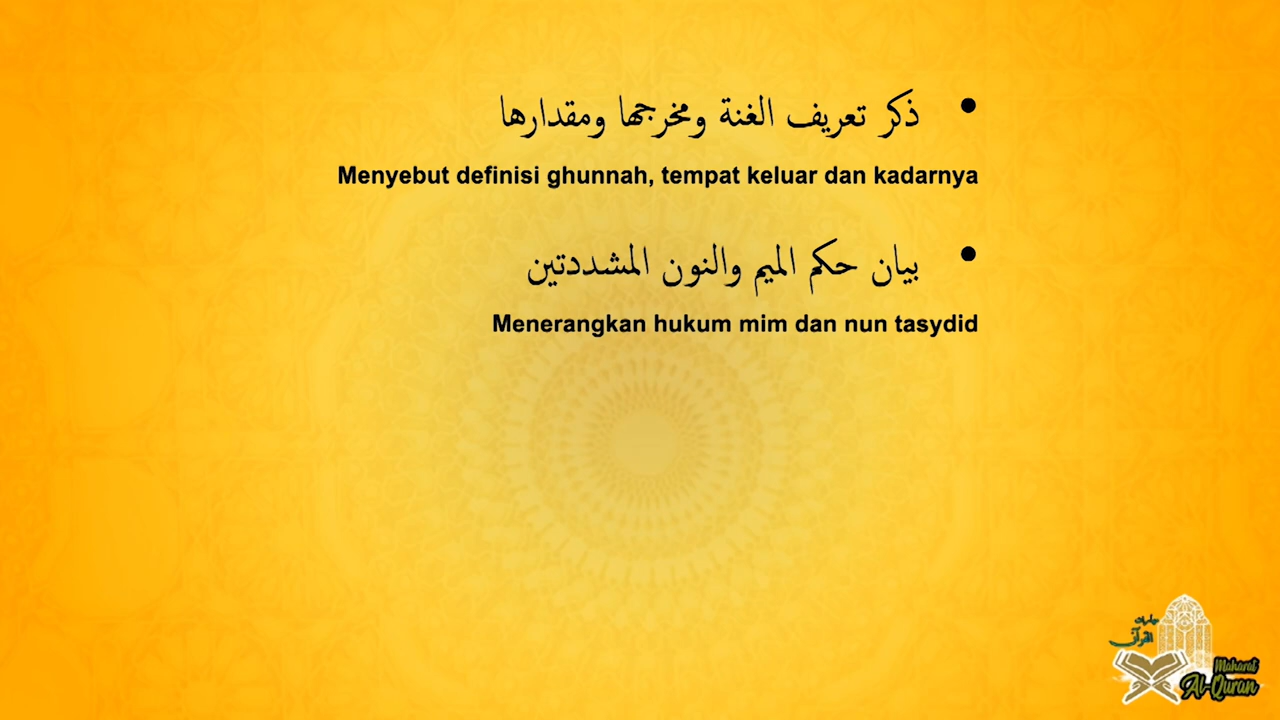 • ذكر تعريف الغنة ومخرجها ومقدارها
Menyebut definisi ghunnah, tempat keluar dan kadarnya
• بيان حكم الميم والنون المشددتين
Menerangkan hukum mim dan nun tasydid
Maharat
Al-Quran